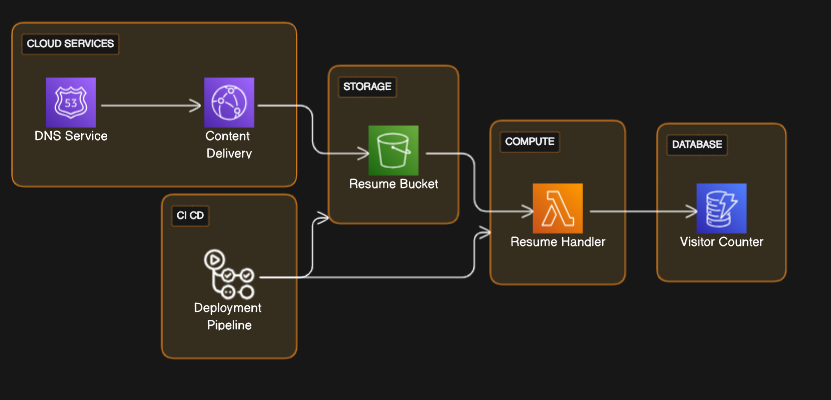 CLOUD SERVICES
53
DNS Service
Content
Delivery
STORAGE
Resume Bucket
COMPUTE
Resume Handler
DATABASE
Visitor Counter
CI CD
Deployment
Pipeline